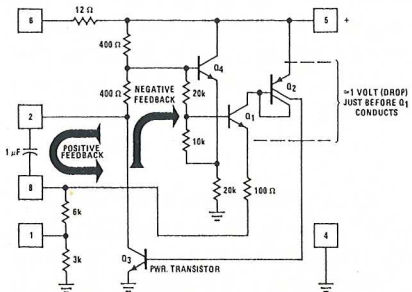 6
12 Ω
5
+
400 Ω
Q4
NEGATIVE
FEEDBACK
20k
400 Ω
Q1
Q2
≃1 VOLT (DROP)
JUST BEFORE Q1
CONDUCTS
2
10k
1 µF
POSITIVE
FEEDBACK
8
20k
100 Ω
6k
1
4
3k
Q3
PWR. TRANSISTOR